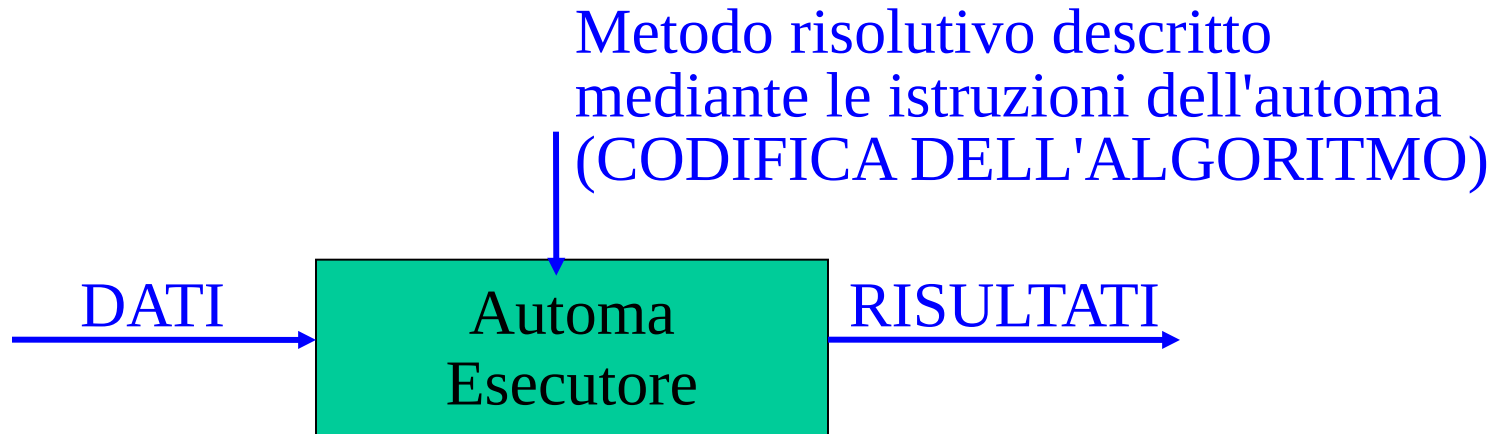 Metodo risolutivo descritto
mediante le istruzioni dell'automa
(CODIFICA DELL'ALGORITMO)
DATI
Automa
Esecutore
RISULTATI